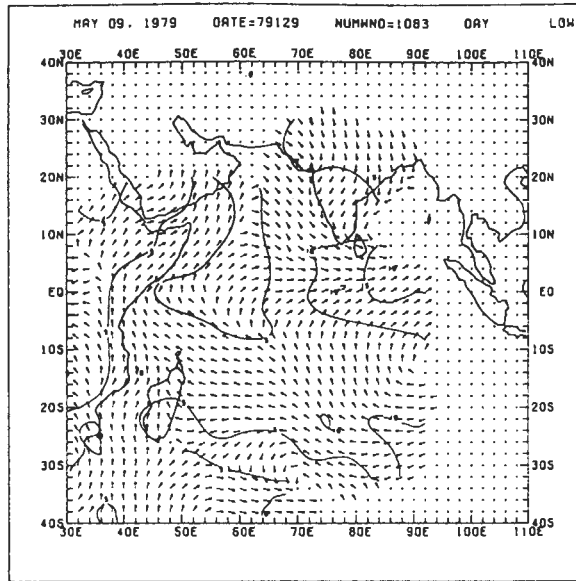 MAY 09, 1979 DATE=79129 NUMWNO=1083 DAY LOW
30E 40E 50E 60E 70E 80E 90E 100E 110E
40N 40N
30N 30N
20N 20N
10N 10N
EQ EQ
10S 10S
20S 20S
30S 30S
40S 40S
30E 40E 50E 60E 70E 80E 90E 100E 110E